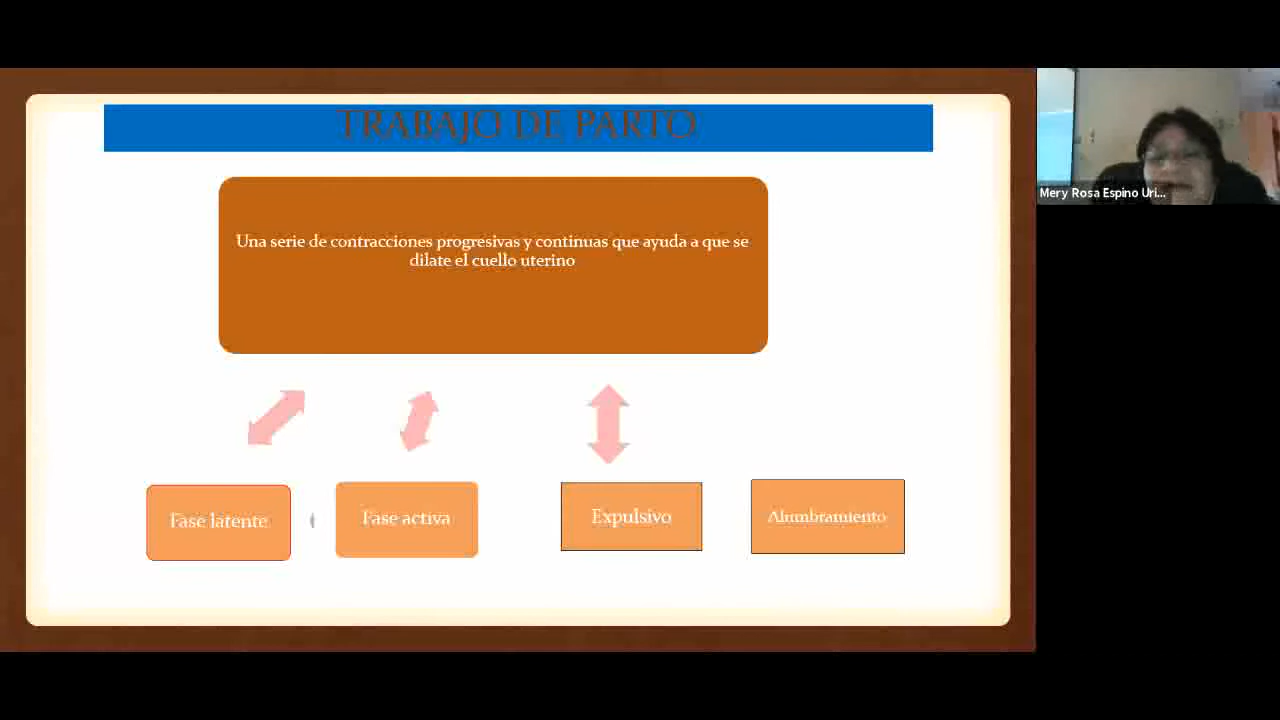 TRABAJO DE PARTO
Una serie de contracciones progresivas y continuas que ayuda a que se
dilate el cuello uterino
Fase latente
Fase activa
Expulsivo
Alumbramiento
Mery Rosa Espino Uri...